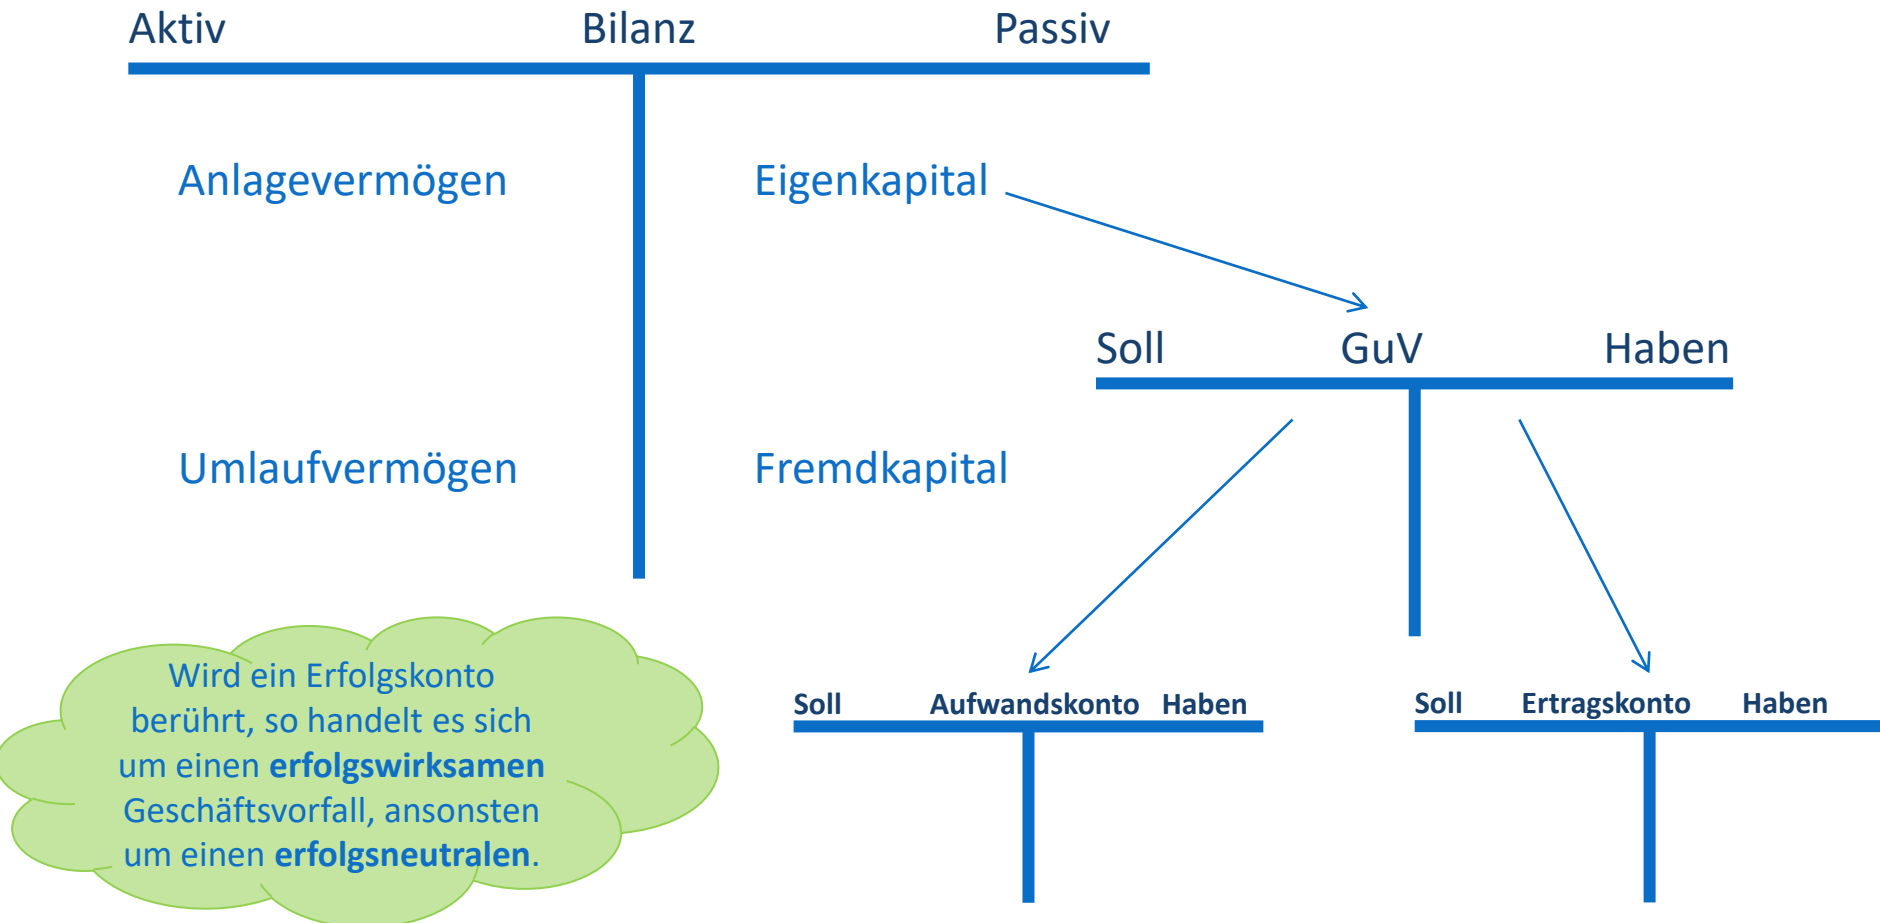 Aktiv Bilanz Passiv
Anlagevermögen Eigenkapital
Soll GuV Haben
Umlaufvermögen Fremdkapital
Wird ein Erfolgskonto
berührt, so handelt es sich
um einen erfolgswirksamen
Geschäftsvorfall, ansonsten
um einen erfolgsneutralen.
Soll Aufwandskonto Haben
Soll Ertragskonto Haben